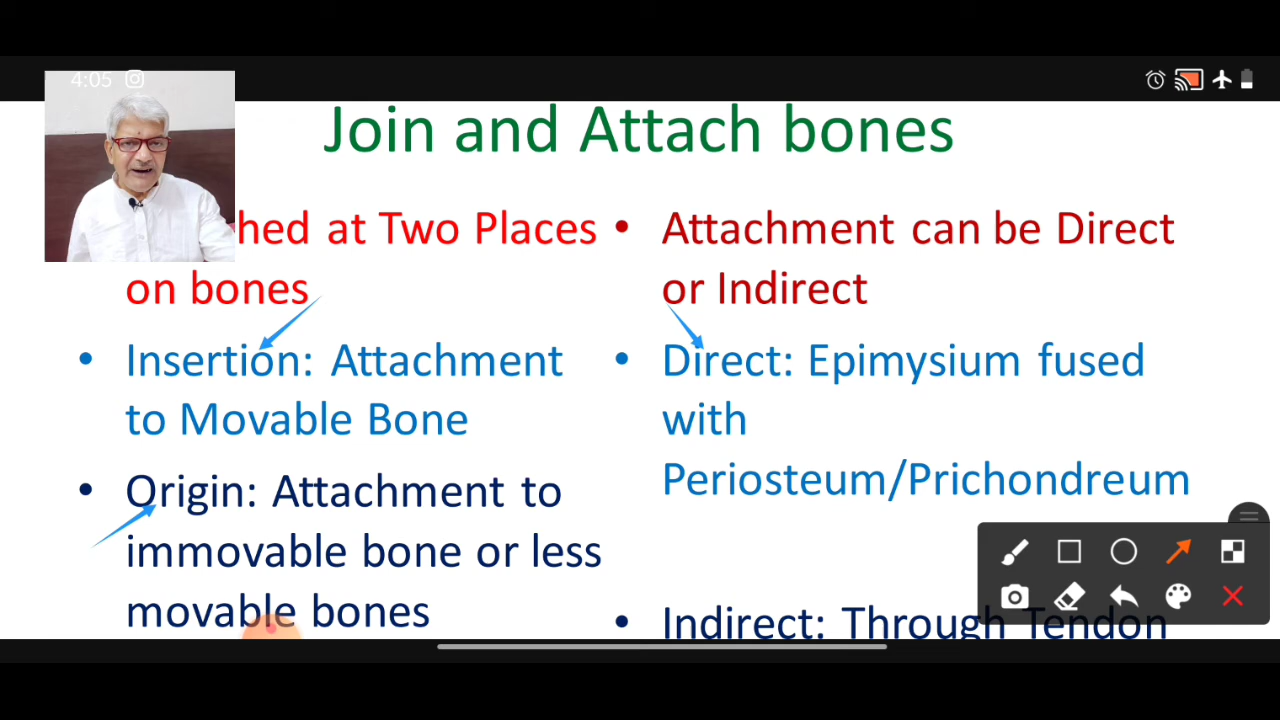 4:05
Join and Attach bones
hed at Two Places
on bones
Insertion: Attachment
to Movable Bone
Origin: Attachment to
immovable bone or less
movable bones
Attachment can be Direct
or Indirect
Direct: Epimysium fused
with
Periosteum/Prichondreum
Indirect: Through Tendon